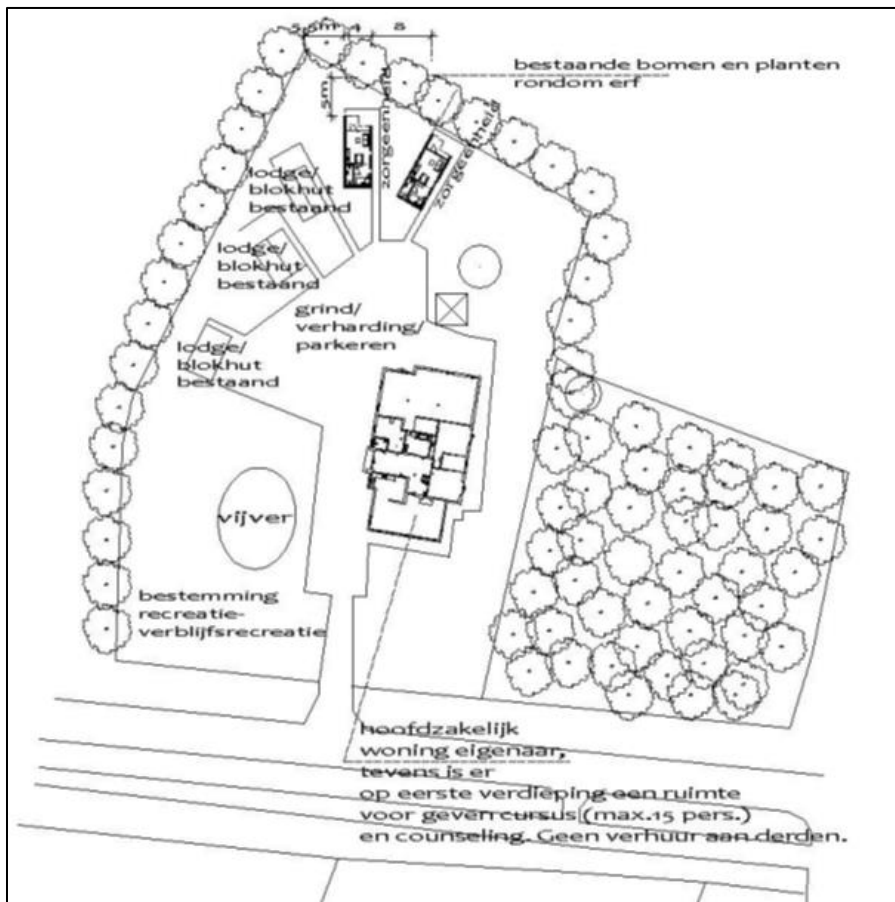 5,5m 4 8
bestaande bomen en planten
rondom erf
5m
zorgeenheid
zorgeenheid
lodge/
blokhut
bestaand
lodge/
blokhut
bestaand
grind/
verharding/
parkeren
lodge/
blokhut
bestaand
vijver
bestemming
recreatie-
verblijfsrecreatie
hoofdzakelijk
woning eigenaar,
tevens is er
op eerste verdieping een ruimte
voor geven cursus (max.15 pers.)
en counseling. Geen verhuur aan derden.